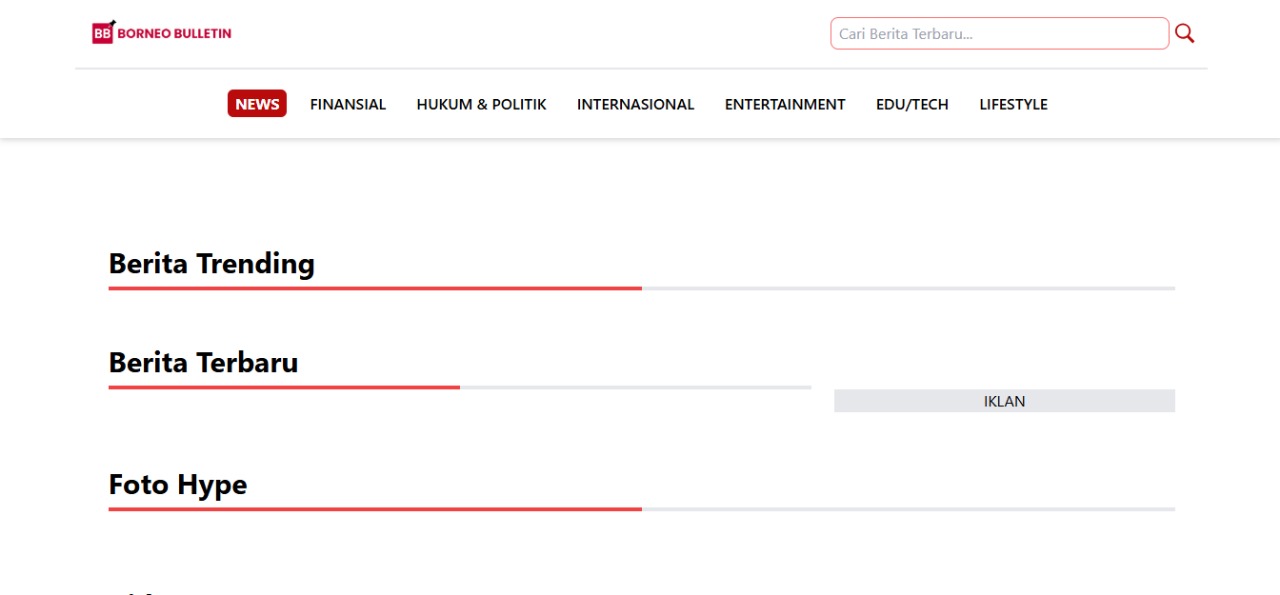 BB BORNEO BULLETIN
Cari Berita Terbaru...
NEWS FINANSIAL HUKUM & POLITIK INTERNASIONAL ENTERTAINMENT EDU/TECH LIFESTYLE
Berita Trending
Berita Terbaru
IKLAN
Foto Hype